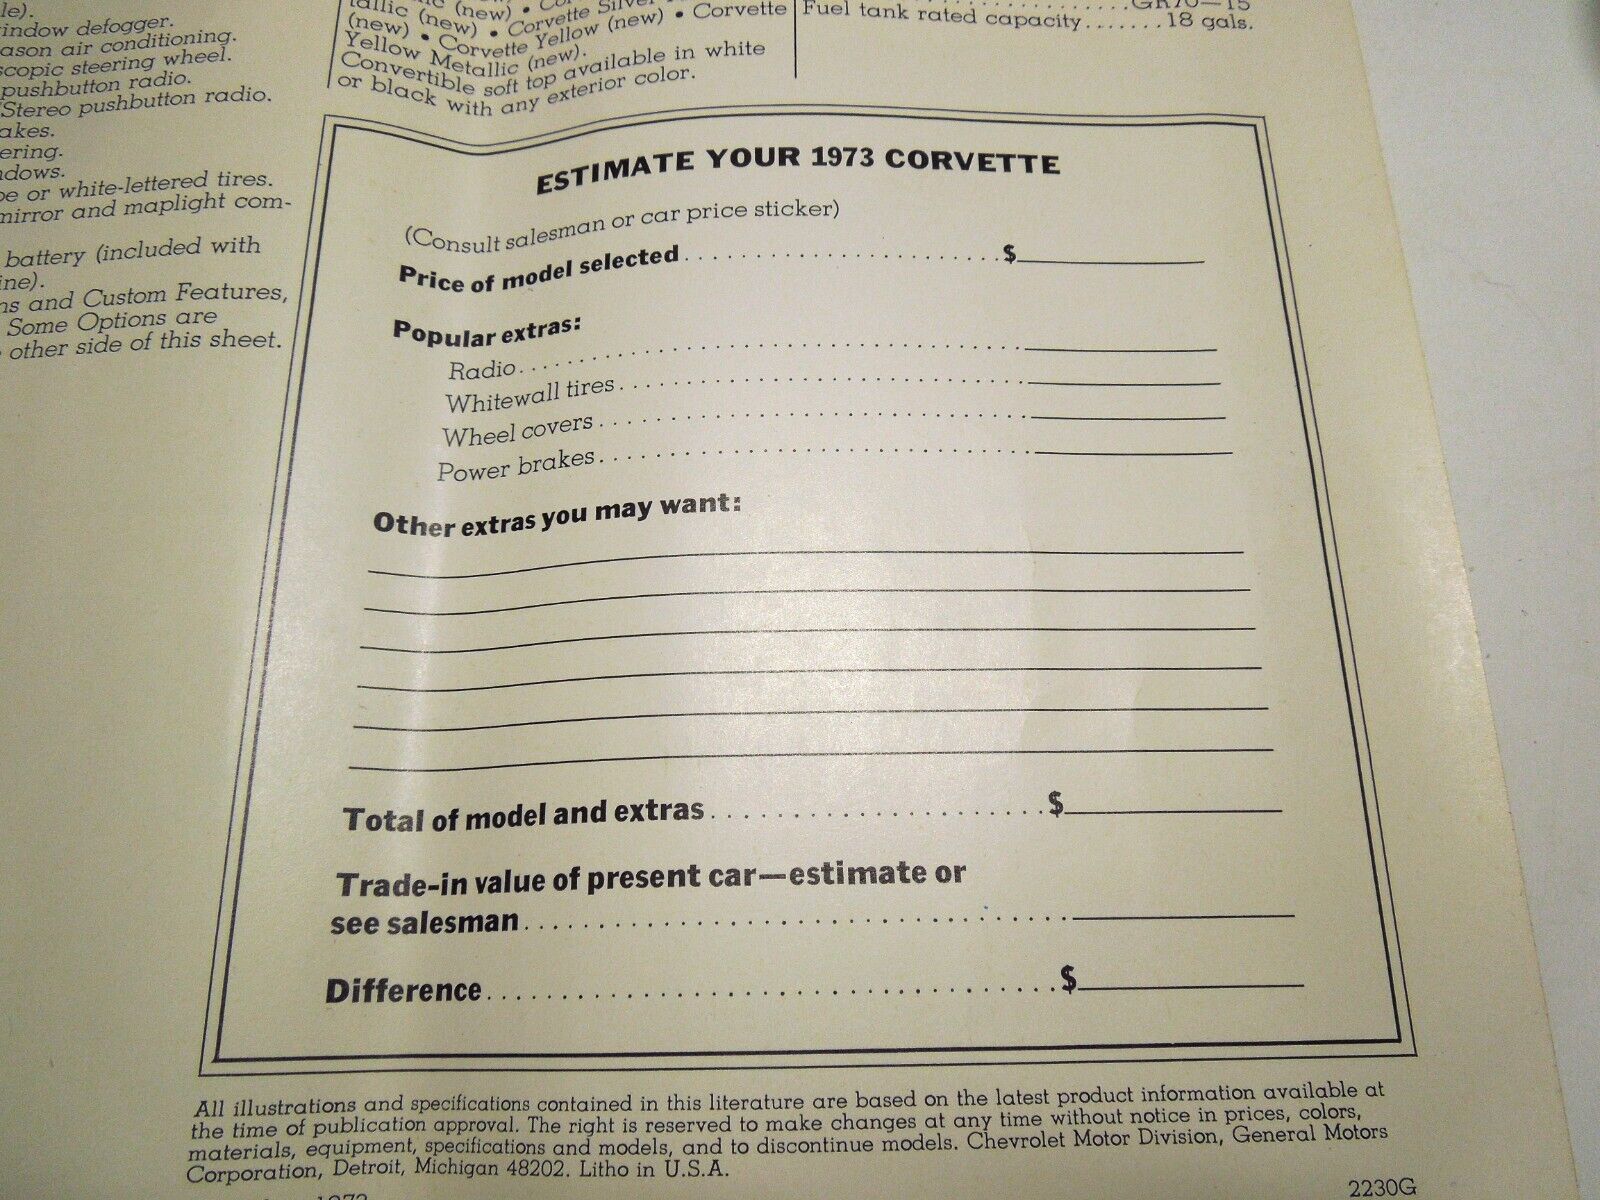 le).
indow defogger.
ason air conditioning.
scopic steering wheel.
pushbutton radio.
/Stereo pushbutton radio.
akes.
ering.
ndows.
pe or white-lettered tires.
mirror and maplight com-
battery (included with
ine).
ns and Custom Features,
Some Options are
other side of this sheet.
(new) •
tallic (new) • Corvette Silver
(new) • Corvette Yellow (new) • Corvette
Yellow Metallic (new).
Convertible soft top available in white
or black with any exterior color.
GR70—15
Fuel tank rated capacity.......18 gals.
ESTIMATE YOUR 1973 CORVETTE
(Consult salesman or car price sticker)
Price of model selected........................$
Popular extras:
Radio
Whitewall tires
Wheel covers
Power brakes
Other extras you may want:
Total of model and extras.....................$
Trade-in value of present car—estimate or
see salesman
Difference....................................$
All illustrations and specifications contained in this literature are based on the latest product information available at
the time of publication approval. The right is reserved to make changes at any time without notice in prices, colors,
materials, equipment, specifications and models, and to discontinue models. Chevrolet Motor Division, General Motors
Corporation, Detroit, Michigan 48202. Litho in U.S.A.
2230G